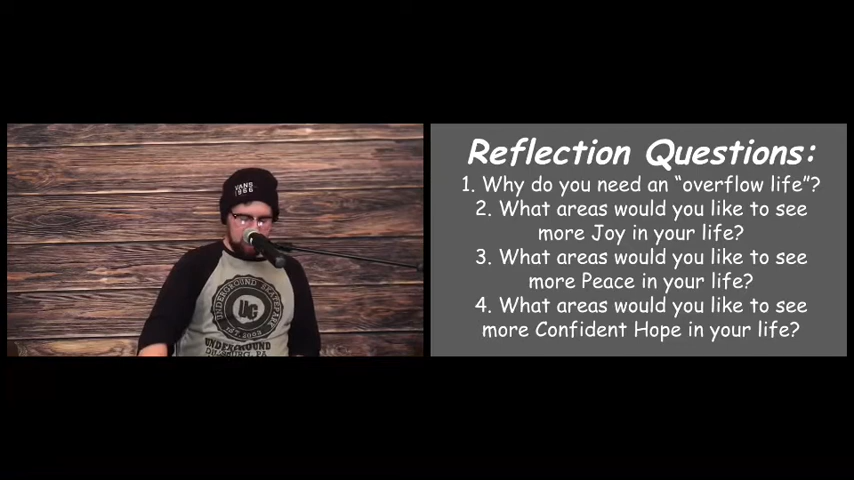 VANS
1966
UNDERGROUND SKATEPARK
UC
EST. 2003
UNDERGROUND
Reflection Questions:
1. Why do you need an “overflow life”?
2. What areas would you like to see
more Joy in your life?
3. What areas would you like to see
more Peace in your life?
4. What areas would you like to see
more Confident Hope in your life?